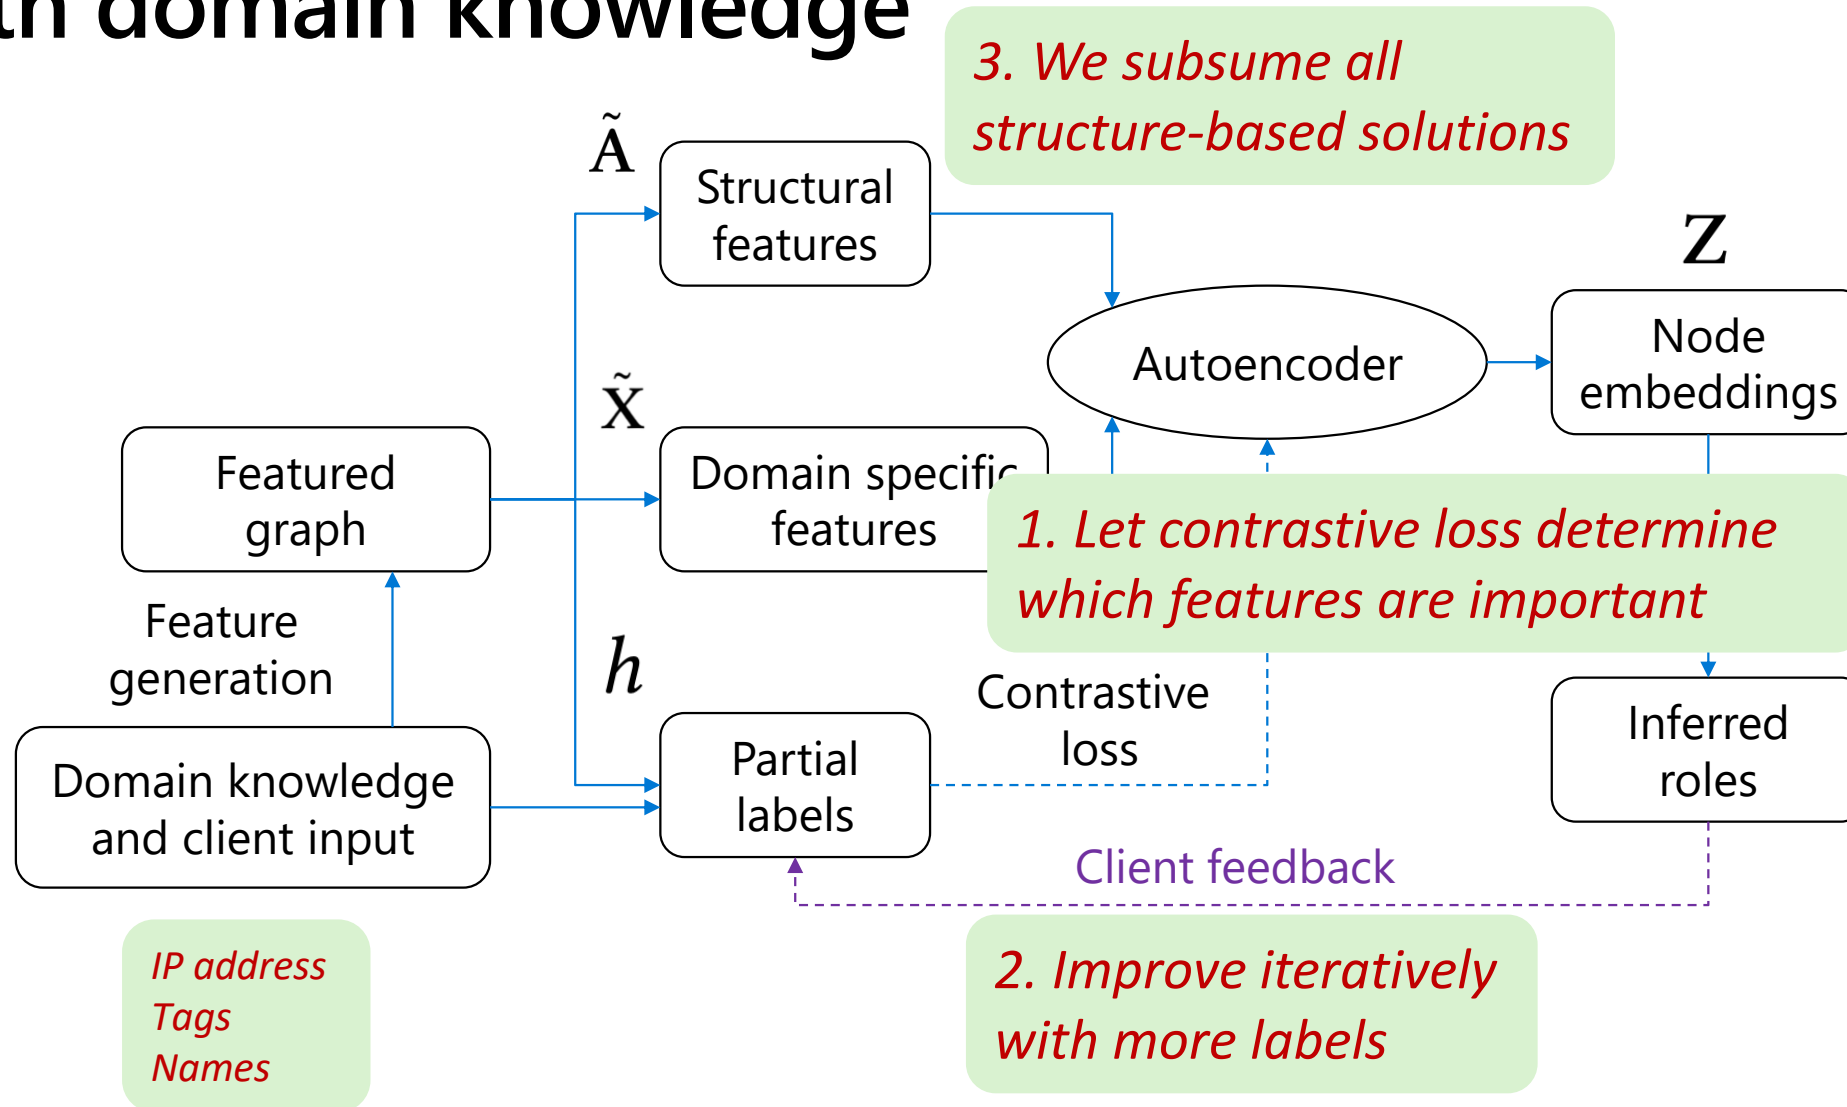 th domain knowledge
3. We subsume all
structure-based solutions
Ã
Structural
features
Z
Autoencoder
Node
embeddings
X̃
Featured
graph
Domain specific
features
1. Let contrastive loss determine
which features are important
Feature
generation
h
Contrastive
loss
Domain knowledge
and client input
Partial
labels
Inferred
roles
Client feedback
IP address
Tags
Names
2. Improve iteratively
with more labels